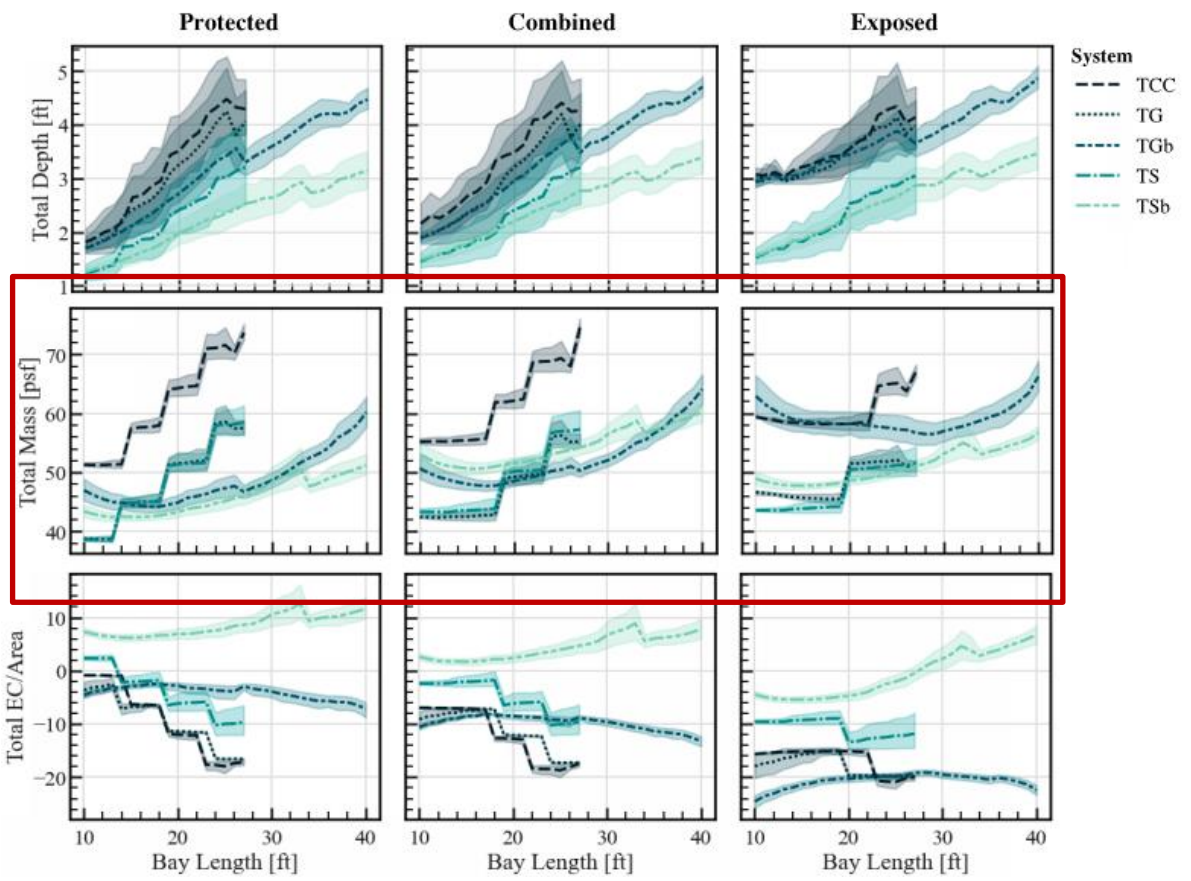 Protected Combined Exposed
System
TCC
TG
TGb
TS
TSb
Total Depth [ft]
5
4
3
2
1
Total Mass [psf]
70
60
50
40
Total EC/Area
10
0
−10
−20
10 20 30 40
10 20 30 40
10 20 30 40
Bay Length [ft] Bay Length [ft] Bay Length [ft]